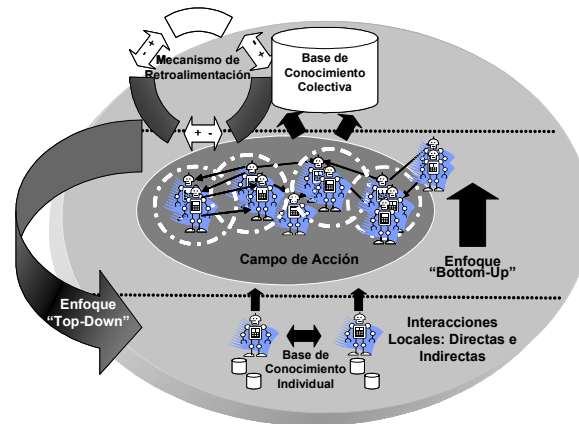 +
-
+
-
Mecanismo de
Retroalimentación
+ -
Base de
Conocimiento
Colectiva
Campo de Acción
Enfoque
“Bottom-Up”
Enfoque
“Top-Down”
Interacciones
Locales: Directas e
Indirectas
Base de
Conocimiento
Individual